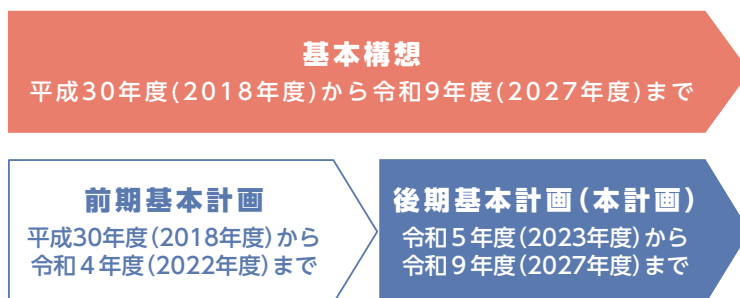 基本構想
平成30年度(2018年度)から令和9年度(2027年度)まで
前期基本計画
平成30年度(2018年度)から
令和4年度(2022年度)まで
後期基本計画(本計画)
令和5年度(2023年度)から
令和9年度(2027年度)まで